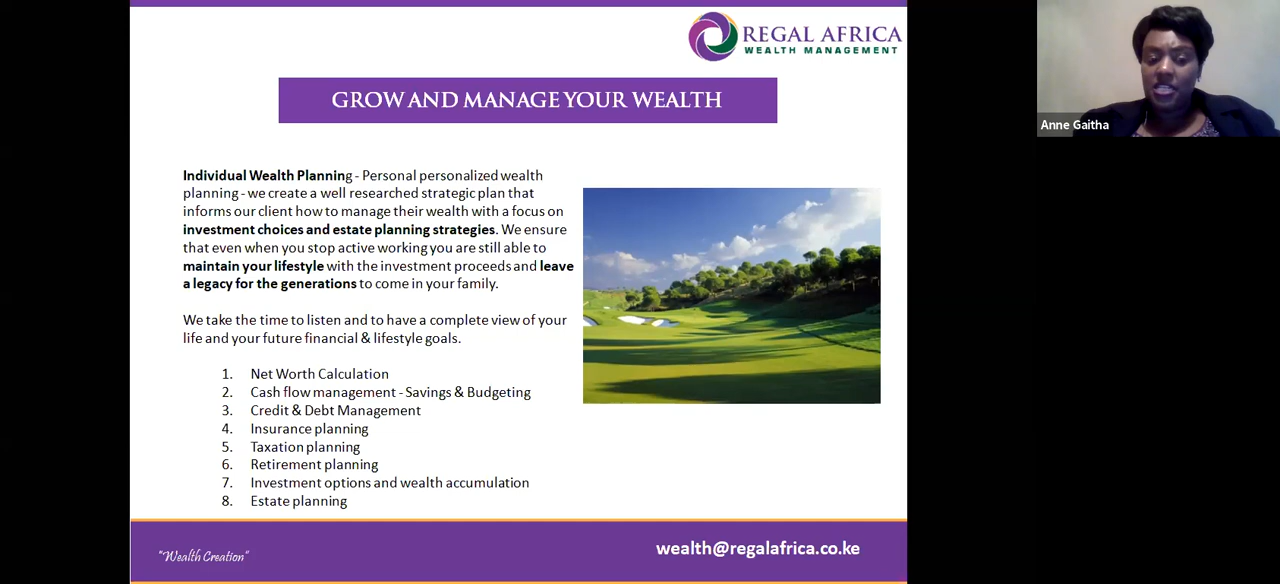 REGAL AFRICA
WEALTH MANAGEMENT
GROW AND MANAGE YOUR WEALTH
Individual Wealth Planning - Personal personalized wealth
planning - we create a well researched strategic plan that
informs our client how to manage their wealth with a focus on
investment choices and estate planning strategies. We ensure
that even when you stop active working you are still able to
maintain your lifestyle with the investment proceeds and leave
a legacy for the generations to come in your family.
We take the time to listen and to have a complete view of your
life and your future financial & lifestyle goals.
1. Net Worth Calculation
2. Cash flow management - Savings & Budgeting
3. Credit & Debt Management
4. Insurance planning
5. Taxation planning
6. Retirement planning
7. Investment options and wealth accumulation
8. Estate planning
"Wealth Creation"
wealth@regalafrica.co.ke
Anne Gaitha